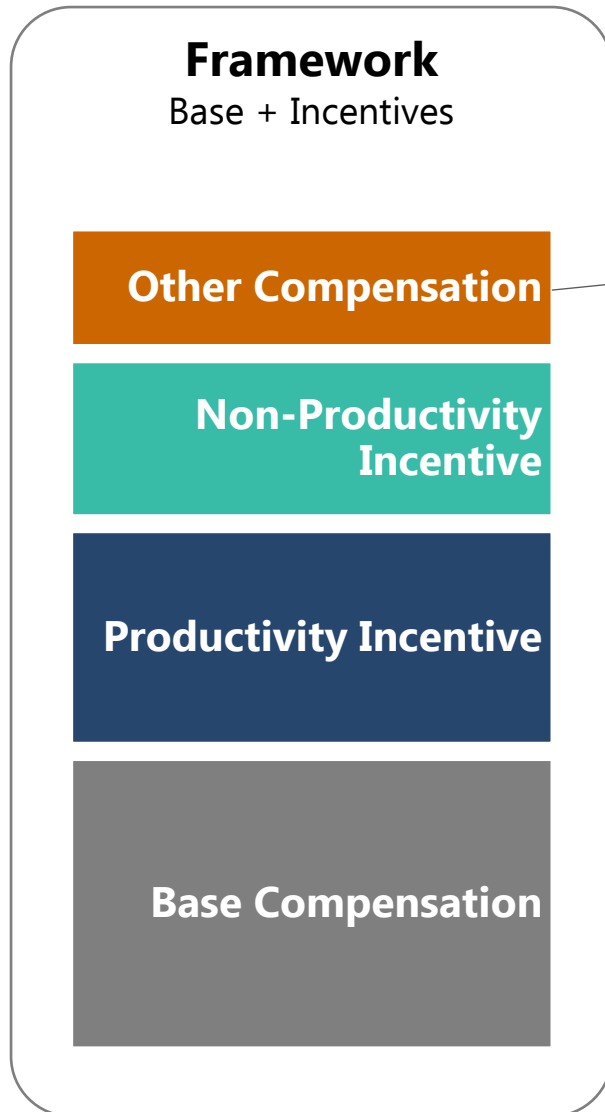 Framework
Base + Incentives
Other Compensation
Non-Productivity
Incentive
Productivity Incentive
Base Compensation